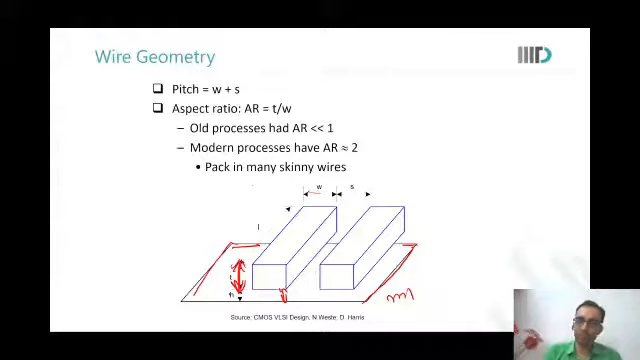 Wire Geometry
❑ Pitch = w + s
❑ Aspect ratio: AR = t/w
– Old processes had AR << 1
– Modern processes have AR ≈ 2
• Pack in many skinny wires
w s
l
h
Source: CMOS VLSI Design, N.Weste: D. Harris